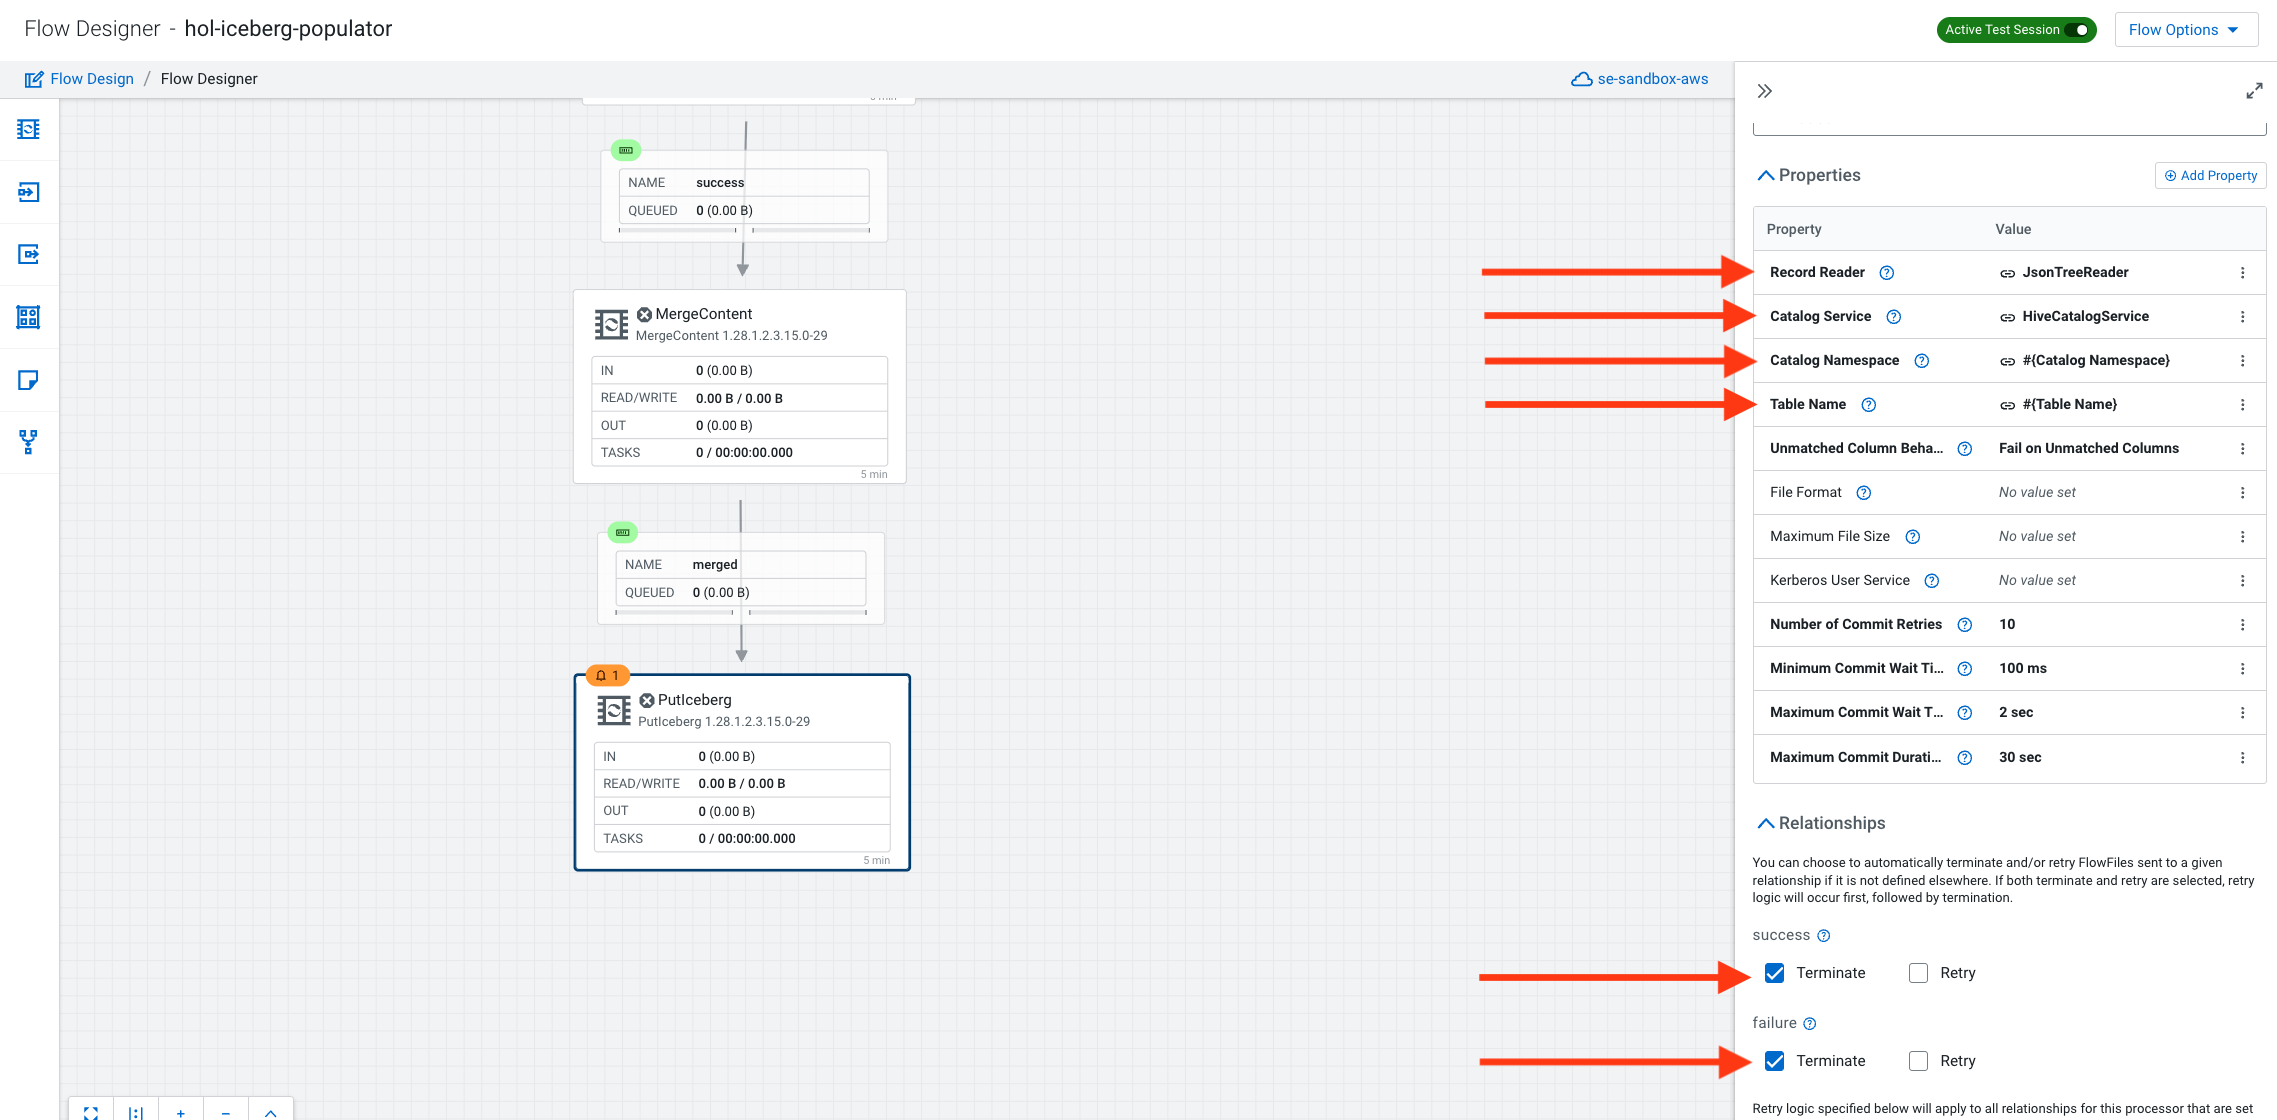 Flow Designer - hol-iceberg-populator
Active Test Session
Flow Options
Flow Design / Flow Designer
se-sandbox-aws
NAME success
QUEUED 0 (0.00 B)
MergeContent
MergeContent 1.28.1.2.3.15.0-29
IN 0 (0.00 B)
READ/WRITE 0.00 B / 0.00 B
OUT 0 (0.00 B)
TASKS 0 / 00:00:00.000
5 min
NAME merged
QUEUED 0 (0.00 B)
1
PutIceberg
PutIceberg 1.28.1.2.3.15.0-29
IN 0 (0.00 B)
READ/WRITE 0.00 B / 0.00 B
OUT 0 (0.00 B)
TASKS 0 / 00:00:00.000
5 min
Properties
Add Property
Property Value
Record Reader JsonTreeReader
Catalog Service HiveCatalogService
Catalog Namespace #{Catalog Namespace}
Table Name #{Table Name}
Unmatched Column Beha... Fail on Unmatched Columns
File Format No value set
Maximum File Size No value set
Kerberos User Service No value set
Number of Commit Retries 10
Minimum Commit Wait Ti... 100 ms
Maximum Commit Wait T... 2 sec
Maximum Commit Durati... 30 sec
Relationships
You can choose to automatically terminate and/or retry FlowFiles sent to a given
relationship if it is not defined elsewhere. If both terminate and retry are selected, retry
logic will occur first, followed by termination.
success
Terminate Retry
failure
Terminate Retry
Retry logic specified below will apply to all relationships for this processor that are set